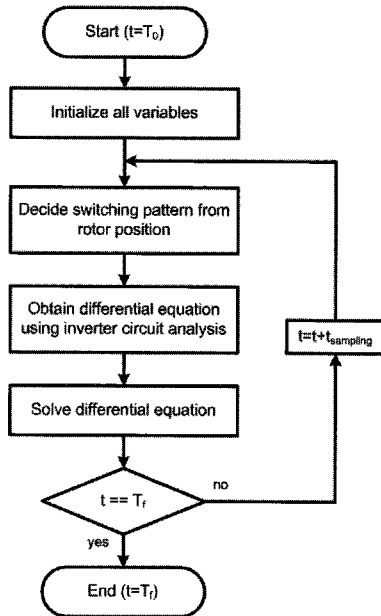 Start (t=T₀)
Initialize all variables
Decide switching pattern from
rotor position
Obtain differential equation
using inverter circuit analysis
t=t+t_sampling
Solve differential equation
t == T_f
no
yes
End (t=T_f)